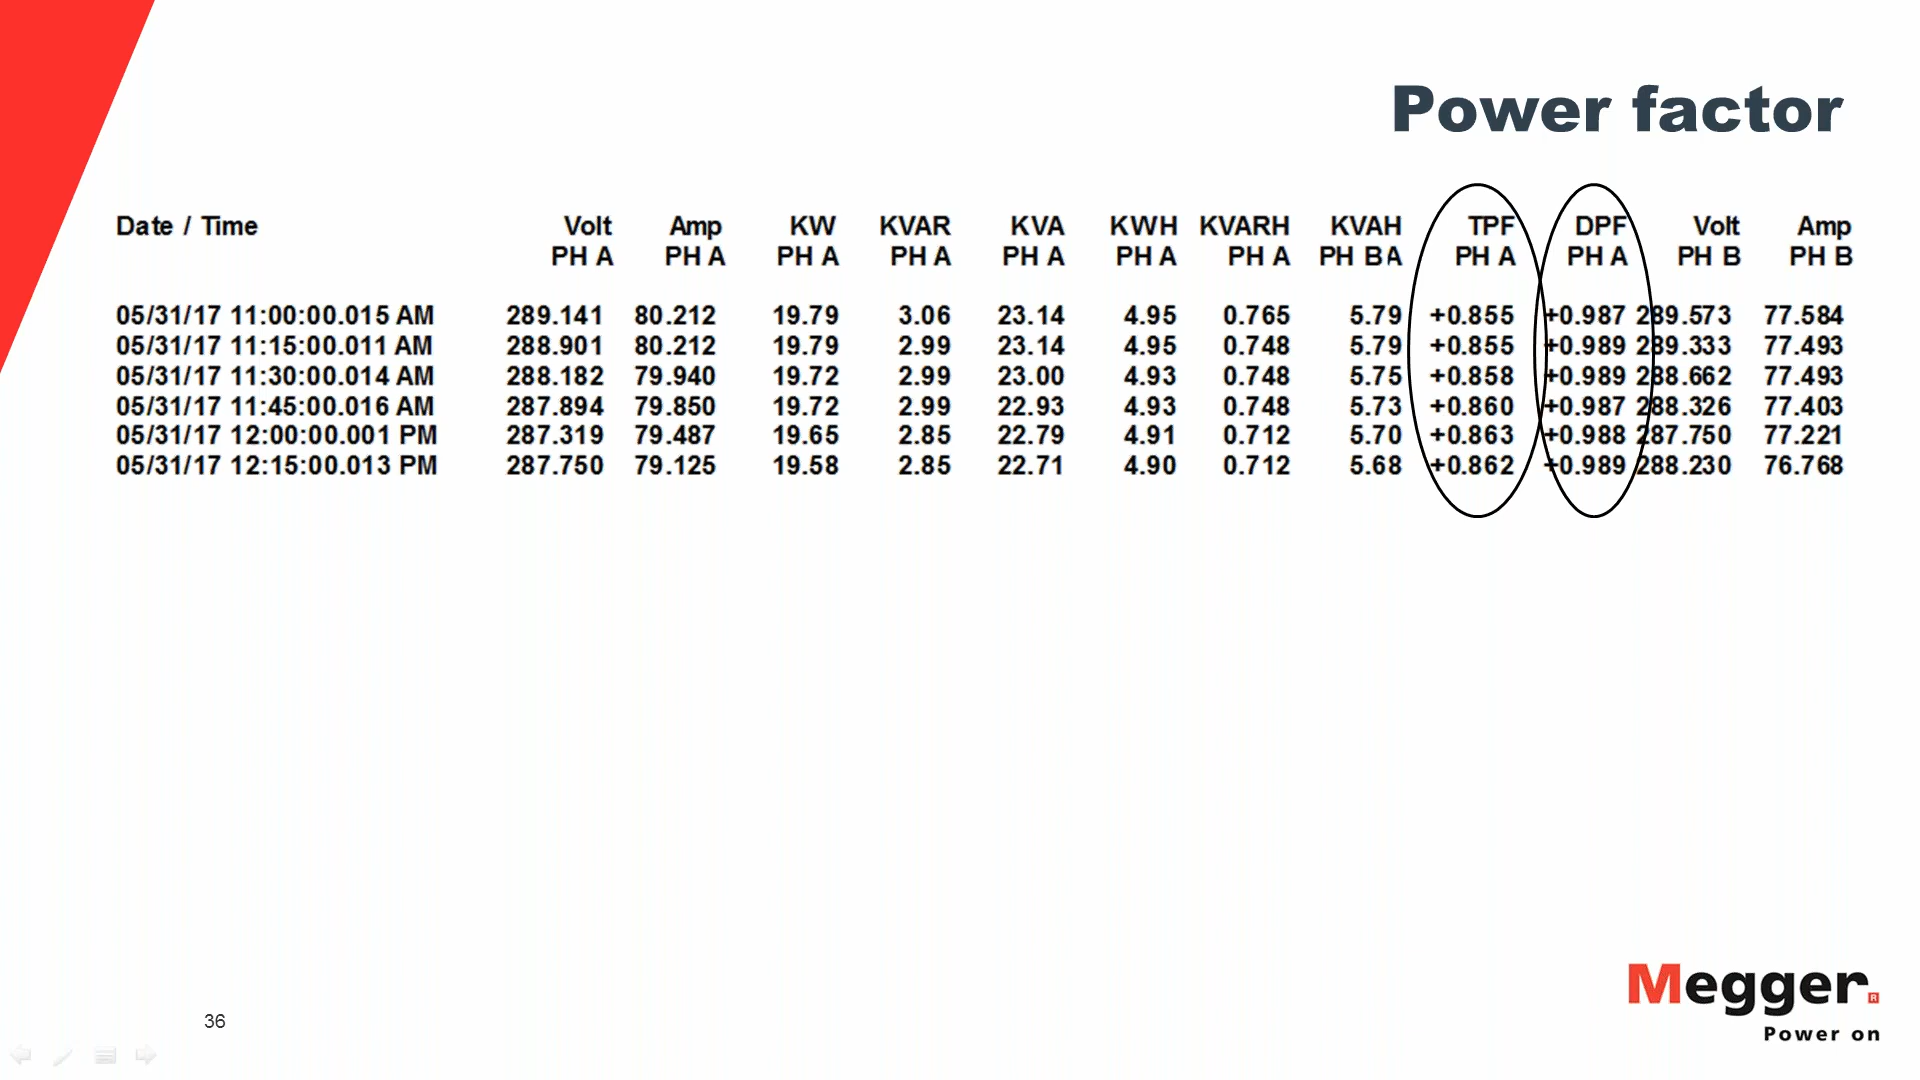 Power factor
Date / Time Volt Amp KW KVAR KVA KWH KVARH KVAH TPF DPF Volt Amp
PH A PH A PH A PH A PH A PH A PH A PH BA PH A PH A PH B PH B
05/31/17 11:00:00.015 AM 289.141 80.212 19.79 3.06 23.14 4.95 0.765 5.79 +0.855 +0.987 289.573 77.584
05/31/17 11:15:00.011 AM 288.901 80.212 19.79 2.99 23.14 4.95 0.748 5.79 +0.855 +0.989 289.333 77.493
05/31/17 11:30:00.014 AM 288.182 79.940 19.72 2.99 23.00 4.93 0.748 5.75 +0.858 +0.989 288.662 77.493
05/31/17 11:45:00.016 AM 287.894 79.850 19.72 2.99 22.93 4.93 0.748 5.73 +0.860 +0.987 288.326 77.403
05/31/17 12:00:00.001 PM 287.319 79.487 19.65 2.85 22.79 4.91 0.712 5.70 +0.863 +0.988 287.750 77.221
05/31/17 12:15:00.013 PM 287.750 79.125 19.58 2.85 22.71 4.90 0.712 5.68 +0.862 +0.989 288.230 76.768
36
Megger.®
Power on